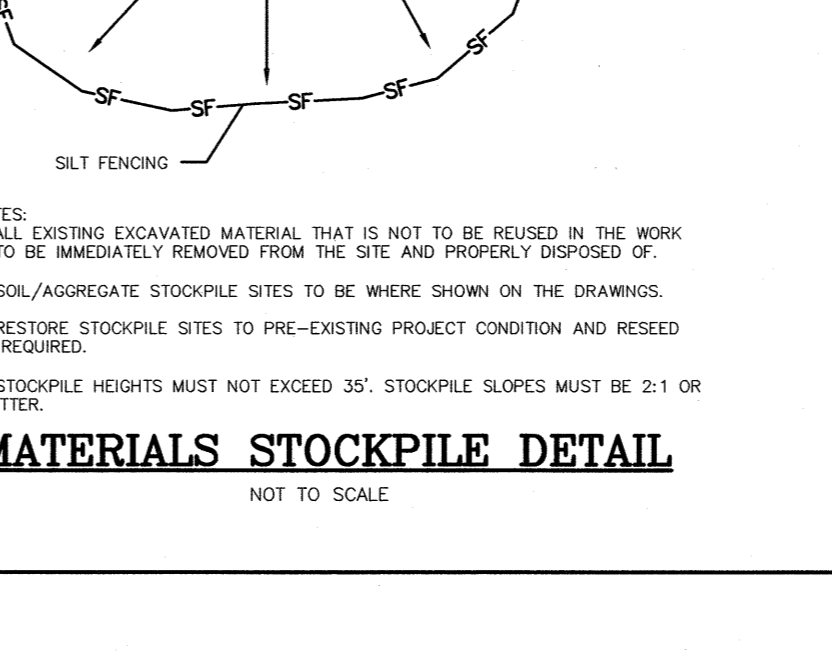 SF
SF
SF
SF
SF
SILT FENCING
TES:
ALL EXISTING EXCAVATED MATERIAL THAT IS NOT TO BE REUSED IN THE WORK
TO BE IMMEDIATELY REMOVED FROM THE SITE AND PROPERLY DISPOSED OF.
SOIL/AGGREGATE STOCKPILE SITES TO BE WHERE SHOWN ON THE DRAWINGS.
RESTORE STOCKPILE SITES TO PRE-EXISTING PROJECT CONDITION AND RESEED
REQUIRED.
STOCKPILE HEIGHTS MUST NOT EXCEED 35'. STOCKPILE SLOPES MUST BE 2:1 OR
TTER.
MATERIALS STOCKPILE DETAIL
NOT TO SCALE